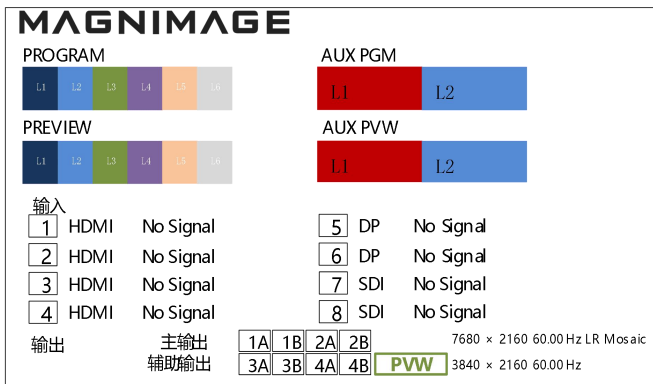 MAGNIMAGE
PROGRAM
L1 L2 L3 L4 L5 L6
AUX PGM
L1 L2
PREVIEW
L1 L2 L3 L4 L5 L6
AUX PVW
L1 L2
输入
1 HDMI No Signal
2 HDMI No Signal
3 HDMI No Signal
4 HDMI No Signal
5 DP No Signal
6 DP No Signal
7 SDI No Signal
8 SDI No Signal
输出
主输出 1A 1B 2A 2B 7680 × 2160 60.00 Hz LR Mosaic
辅助输出 3A 3B 4A 4B PVW 3840 × 2160 60.00 Hz